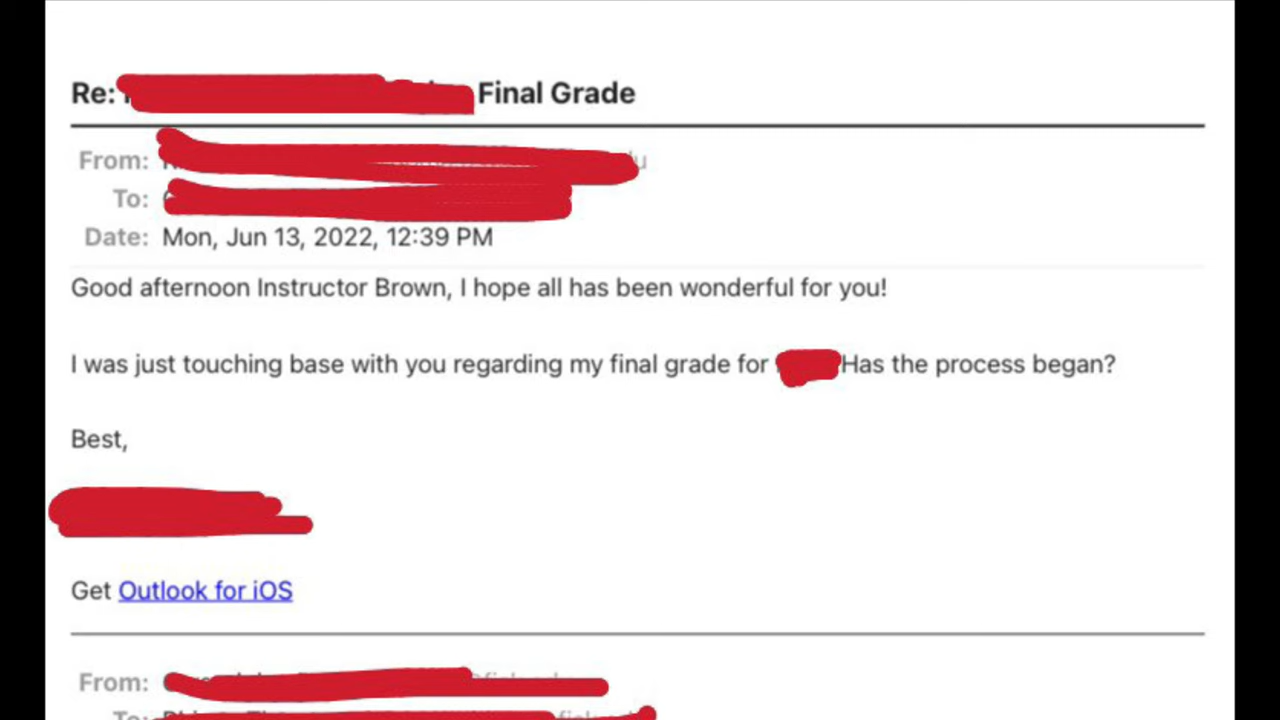 Re: Final Grade
From:
To:
Date: Mon, Jun 13, 2022, 12:39 PM
Good afternoon Instructor Brown, I hope all has been wonderful for you!
I was just touching base with you regarding my final grade for Has the process began?
Best,
Get Outlook for iOS
From:
To: